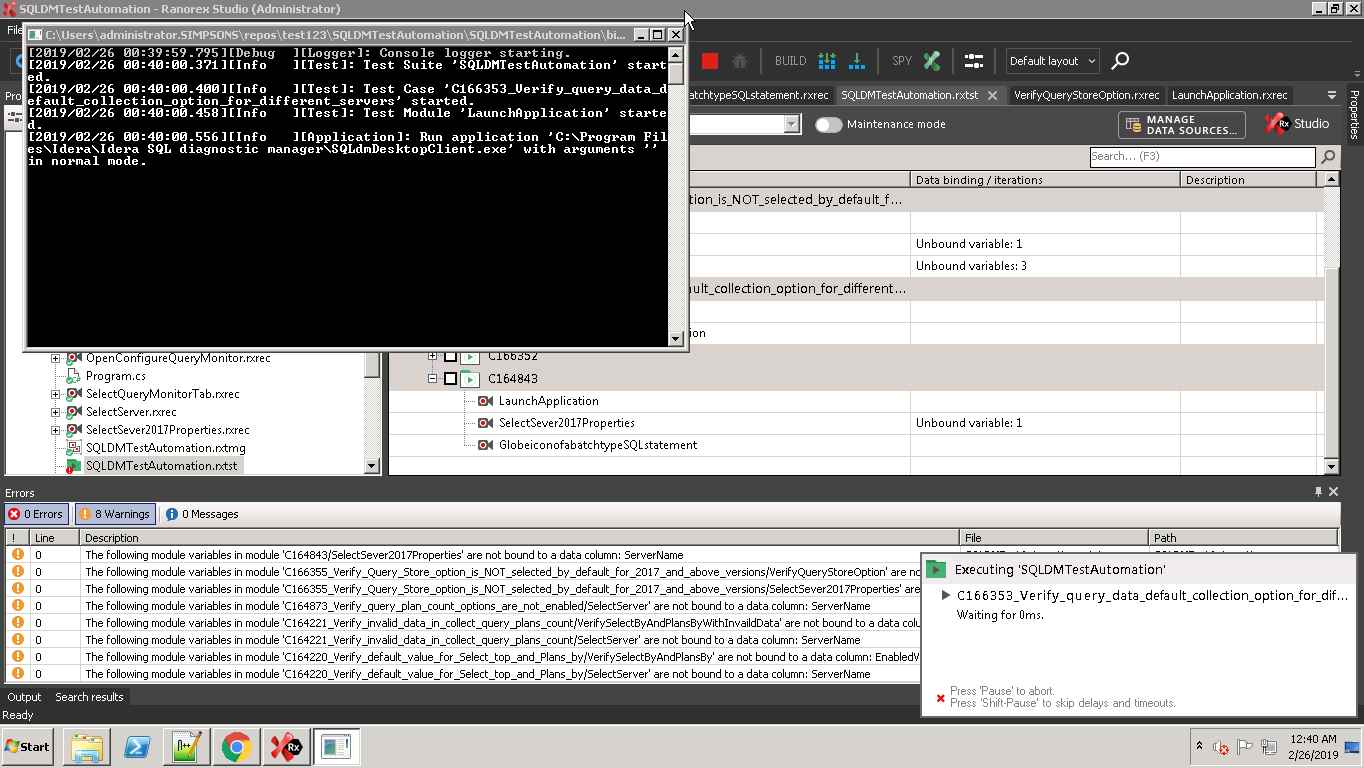 SQLDMTestAutomation - Ranorex Studio (Administrator)
C:\Users\administrator.SIMPSONS\repos\test123\SQLDMTestAutomation\SQLDMTestAutomation\bi...
[2019/02/26 00:39:59.795][Debug  ][Logger]: Console logger starting.
[2019/02/26 00:40:00.371][Info   ][Test]: Test Suite 'SQLDMTestAutomation' start
ed.
[2019/02/26 00:40:00.400][Info   ][Test]: Test Case 'C166353_Verify_query_data_d
efault_collection_option_for_different_servers' started.
[2019/02/26 00:40:00.458][Info   ][Test]: Test Module 'LaunchApplication' starte
d.
[2019/02/26 00:40:00.556][Info   ][Application]: Run application 'C:\Program Fil
es\Idera\Idera SQL diagnostic manager\SQLdmDesktopClient.exe' with arguments ''
in normal mode.
BUILD
SPY
Default layout
atchtypeSQLstatement.rxrec
SQLDMTestAutomation.rxtst
VerifyQueryStoreOption.rxrec
LaunchApplication.rxrec
Properties
Maintenance mode
MANAGE
DATA SOURCES...
Rx Studio
Search... (F3)
Data binding / iterations
Description
tion_is_NOT_selected_by_default_f...
Unbound variable: 1
Unbound variables: 3
ault_collection_option_for_different...
ion
C166352
C164843
LaunchApplication
SelectSever2017Properties
Unbound variable: 1
GlobeiconofabatchtypeSQLstatement
OpenConfigureQueryMonitor.rxrec
Program.cs
SelectQueryMonitorTab.rxrec
SelectServer.rxrec
SelectSever2017Properties.rxrec
SQLDMTestAutomation.rxtmg
SQLDMTestAutomation.rxtst
Errors
0 Errors
8 Warnings
0 Messages
!
Line
Description
File
Path
0 The following module variables in module 'C164843/SelectSever2017Properties' are not bound to a data column: ServerName
0 The following module variables in module 'C166355_Verify_Query_Store_option_is_NOT_selected_by_default_for_2017_and_above_versions/VerifyQueryStoreOption' are no
0 The following module variables in module 'C166355_Verify_Query_Store_option_is_NOT_selected_by_default_for_2017_and_above_versions/SelectSever2017Properties' are
0 The following module variables in module 'C164873_Verify_query_plan_count_options_are_not_enabled/SelectServer' are not bound to a data column: ServerName
0 The following module variables in module 'C164221_Verify_invalid_data_in_collect_query_plans_count/VerifySelectByAndPlansByWithInvaildData' are not bound to a data colu
0 The following module variables in module 'C164221_Verify_invalid_data_in_collect_query_plans_count/SelectServer' are not bound to a data column: ServerName
0 The following module variables in module 'C164220_Verify_default_value_for_Select_top_and_Plans_by/VerifySelectByAndPlansBy' are not bound to a data column: EnabledV
0 The following module variables in module 'C164220_Verify_default_value_for_Select_top_and_Plans_by/SelectServer' are not bound to a data column: ServerName
Executing 'SQLDMTestAutomation'
C166353_Verify_query_data_default_collection_option_for_dif...
Waiting for 0ms.
Press 'Pause' to abort.
Press 'Shift-Pause' to skip delays and timeouts.
Output
Search results
Ready
Start
12:40 AM
2/26/2019